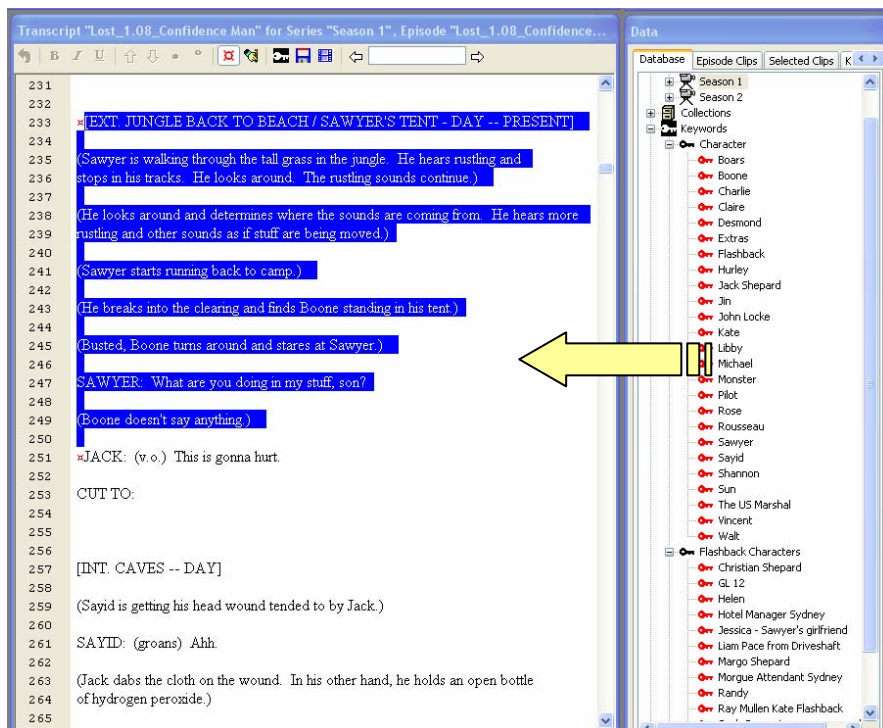 Transcript "Lost_1.08_Confidence Man" for Series "Season 1", Episode "Lost_1.08_Confidence...
B I U
231
232
233 ¤[EXT. JUNGLE BACK TO BEACH / SAWYER'S TENT - DAY -- PRESENT]
234
235 (Sawyer is walking through the tall grass in the jungle.  He hears rustling and
236 stops in his tracks.  He looks around.  The rustling sounds continue.)
237
238 (He looks around and determines where the sounds are coming from.  He hears more
239 rustling and other sounds as if stuff are being moved.)
240
241 (Sawyer starts running back to camp.)
242
243 (He breaks into the clearing and finds Boone standing in his tent.)
244
245 (Busted, Boone turns around and stares at Sawyer.)
246
247 SAWYER:  What are you doing in my stuff, son?
248
249 (Boone doesn't say anything.)
250
251 ¤JACK:  (v.o.)  This is gonna hurt.
252
253 CUT TO:
254
255
256
257 [INT. CAVES -- DAY]
258
259 (Sayid is getting his head wound tended to by Jack.)
260
261 SAYID:  (groans)  Ahh.
262
263 (Jack dabs the cloth on the wound.  In his other hand, he holds an open bottle
264 of hydrogen peroxide.)
265
Data
Database Episode Clips Selected Clips K
Season 1
Season 2
Collections
Keywords
Character
Boars
Boone
Charlie
Claire
Desmond
Extras
Flashback
Hurley
Jack Shepard
Jin
John Locke
Kate
Libby
Michael
Monster
Pilot
Rose
Rousseau
Sawyer
Sayid
Shannon
Sun
The US Marshal
Vincent
Walt
Flashback Characters
Christian Shepard
GL 12
Helen
Hotel Manager Sydney
Jessica - Sawyer's girlfriend
Liam Pace from Driveshaft
Margo Shepard
Morgue Attendant Sydney
Randy
Ray Mullen Kate Flashback